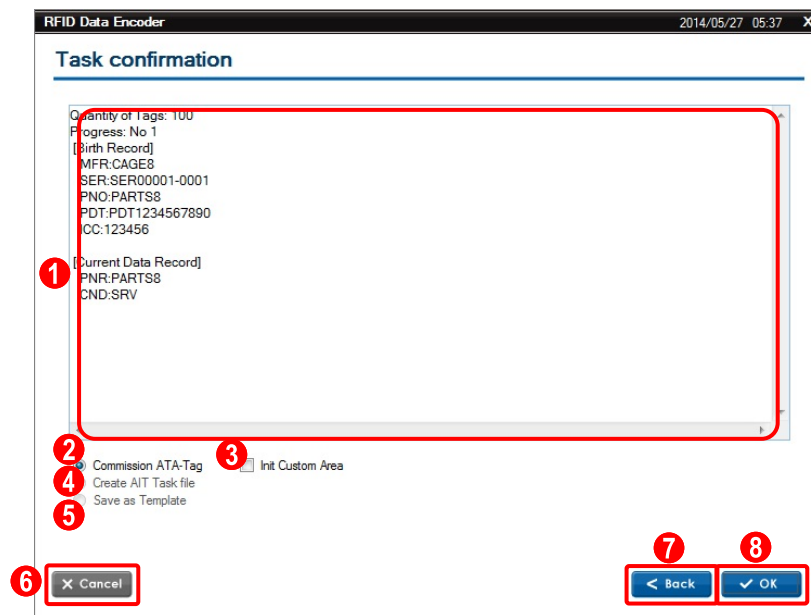 RFID Data Encoder 2014/05/27 05:37 X
Task confirmation
Quantity of Tags: 100
Progress: No 1
[Birth Record]
MFR:CAGE8
SER:SER00001-0001
PNO:PARTS8
PDT:PDT1234567890
ICC:123456
1
[Current Data Record]
PNR:PARTS8
CND:SRV
2 3
Commission ATA-Tag Init Custom Area
4
Create AIT Task file
5
Save as Template
7 8
6
X Cancel < Back OK